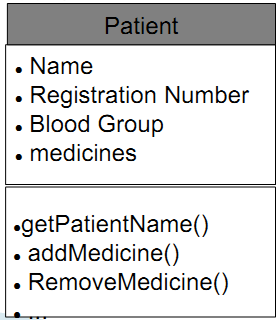 Patient
• Name
• Registration Number
• Blood Group
• medicines
•getPatientName()
• addMedicine()
• RemoveMedicine()
• ...